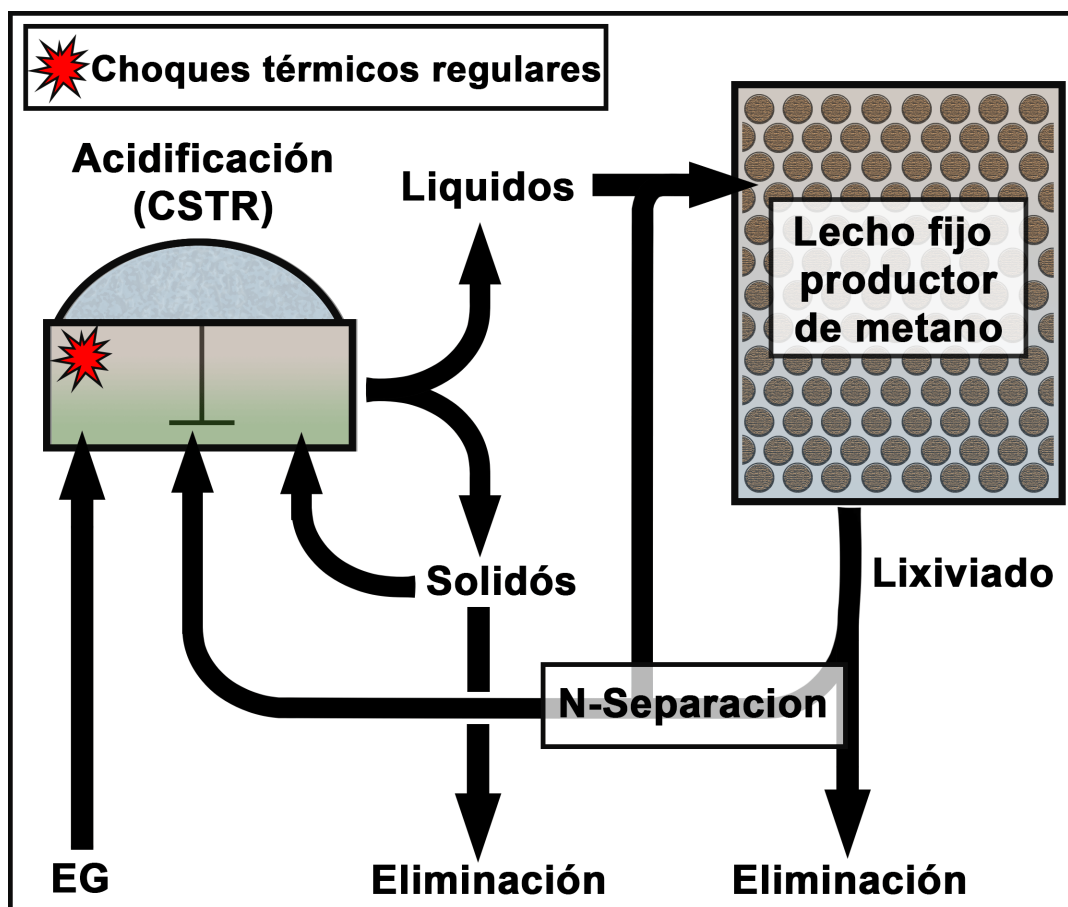 Choques térmicos regulares
Acidificación
(CSTR)
Liquidos
Lecho fijo
productor
de metano
Solidós
Lixiviado
N-Separacion
EG
Eliminación
Eliminación